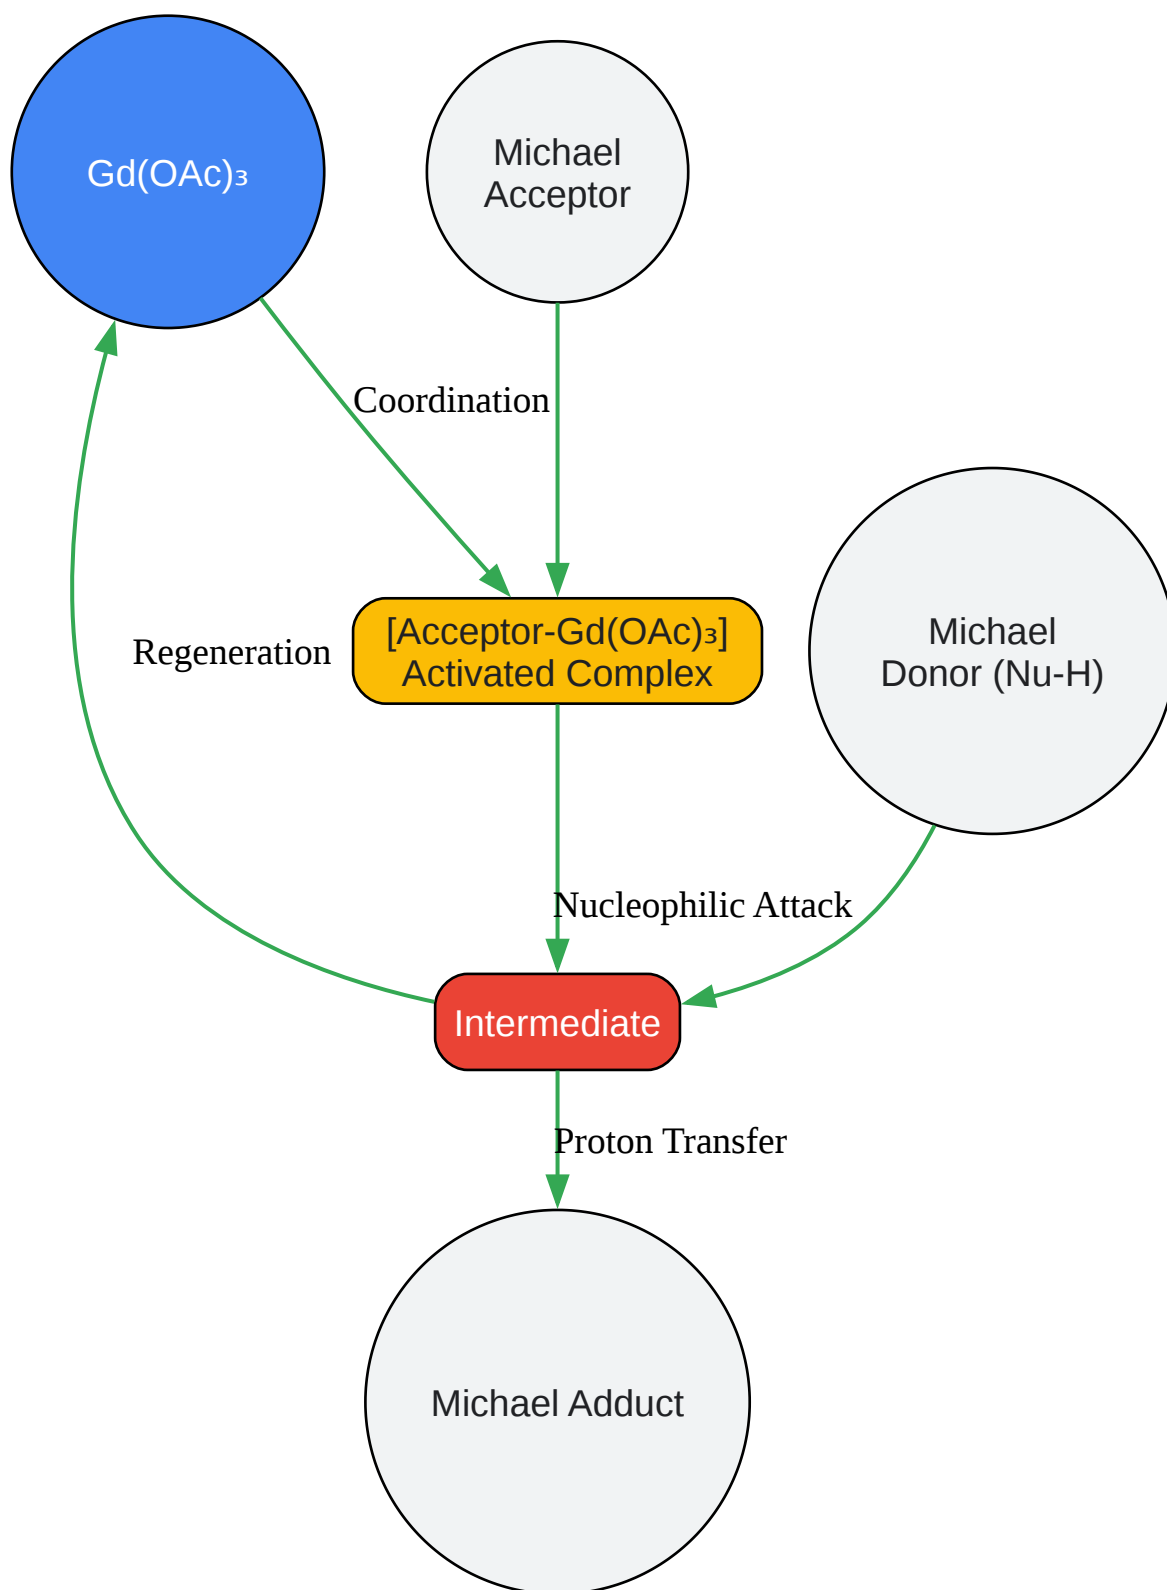 Gd(OAc)₃
Michael
Acceptor
Coordination
Regeneration
[Acceptor-Gd(OAc)₃]
Activated Complex
Michael
Donor (Nu-H)
Nucleophilic Attack
Intermediate
Proton Transfer
Michael Adduct